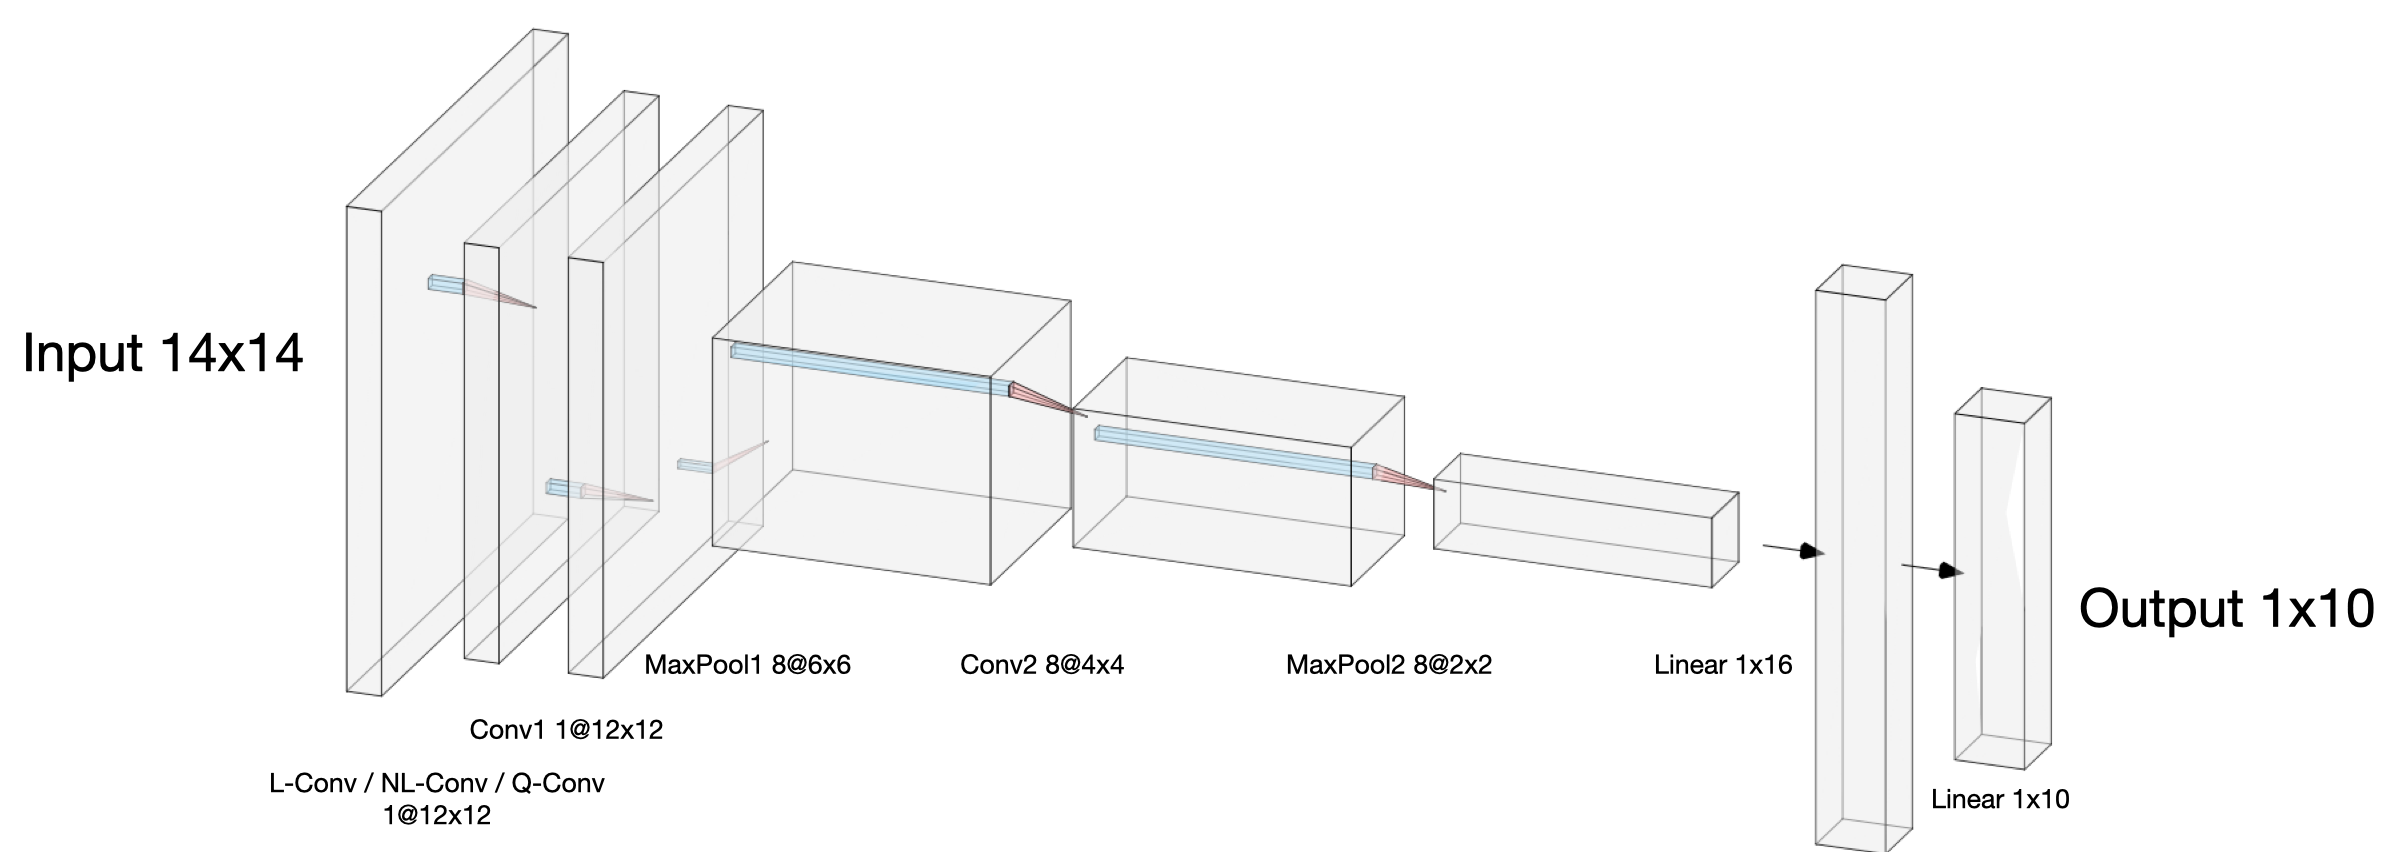 Input 14x14
L-Conv / NL-Conv / Q-Conv
1@12x12
Conv1 1@12x12
MaxPool1 8@6x6
Conv2 8@4x4
MaxPool2 8@2x2
Linear 1x16
Linear 1x10
Output 1x10